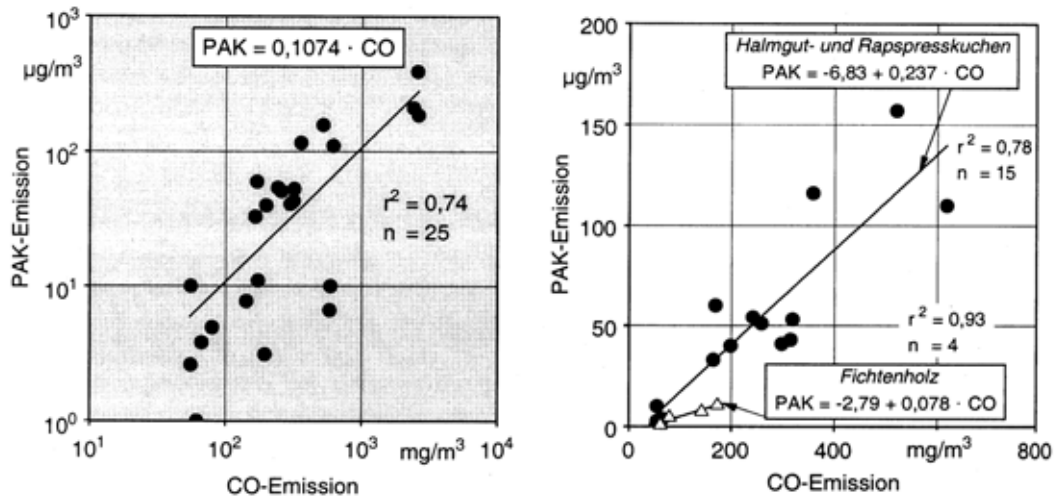 10³
µg/m³
10²
10¹
10⁰
PAK-Emission
PAK = 0,1074 · CO
r² = 0,74
n = 25
10¹
10²
10³
mg/m³
10⁴
CO-Emission
200
µg/m³
150
100
50
0
PAK-Emission
Halmgut- und Rapspresskuchen
PAK = -6,83 + 0,237 · CO
r² = 0,78
n = 15
r² = 0,93
n = 4
Fichtenholz
PAK = -2,79 + 0,078 · CO
0
200
400
mg/m³
800
CO-Emission